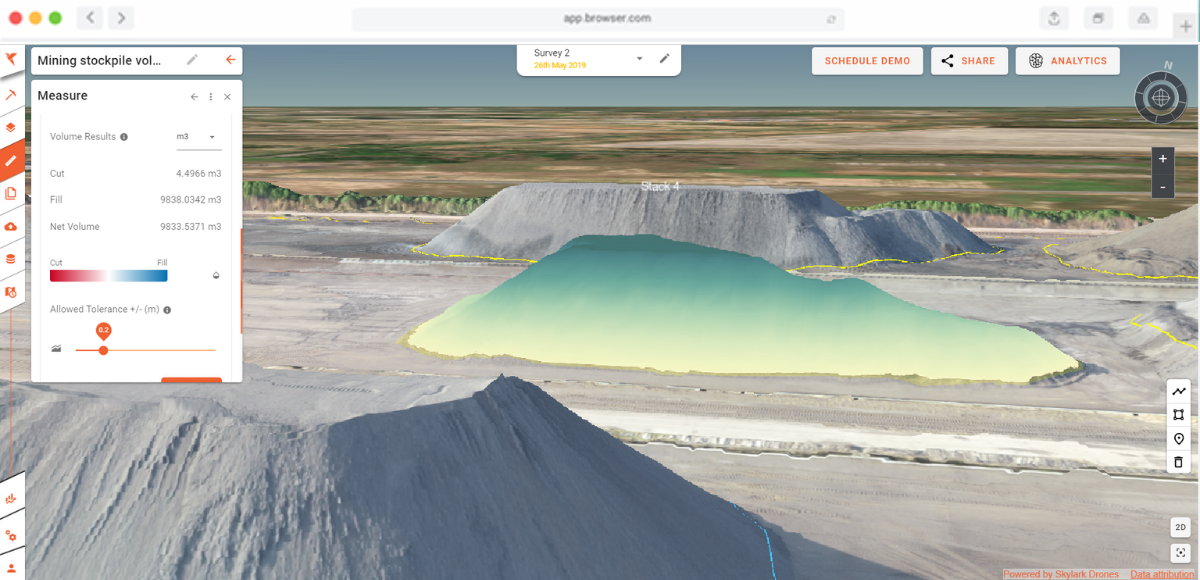 app.browser.com
Mining stockpile vol...
Survey 2
26th May 2019
SCHEDULE DEMO
SHARE
ANALYTICS
N
Measure
Volume Results
m3
Cut
4.4966 m3
Fill
9838.0342 m3
Net Volume
9833.5371 m3
Cut
Fill
Allowed Tolerance +/- (m)
0.2
Stack 4
+
-
2D
Powered by Skylark Drones
Data attribution